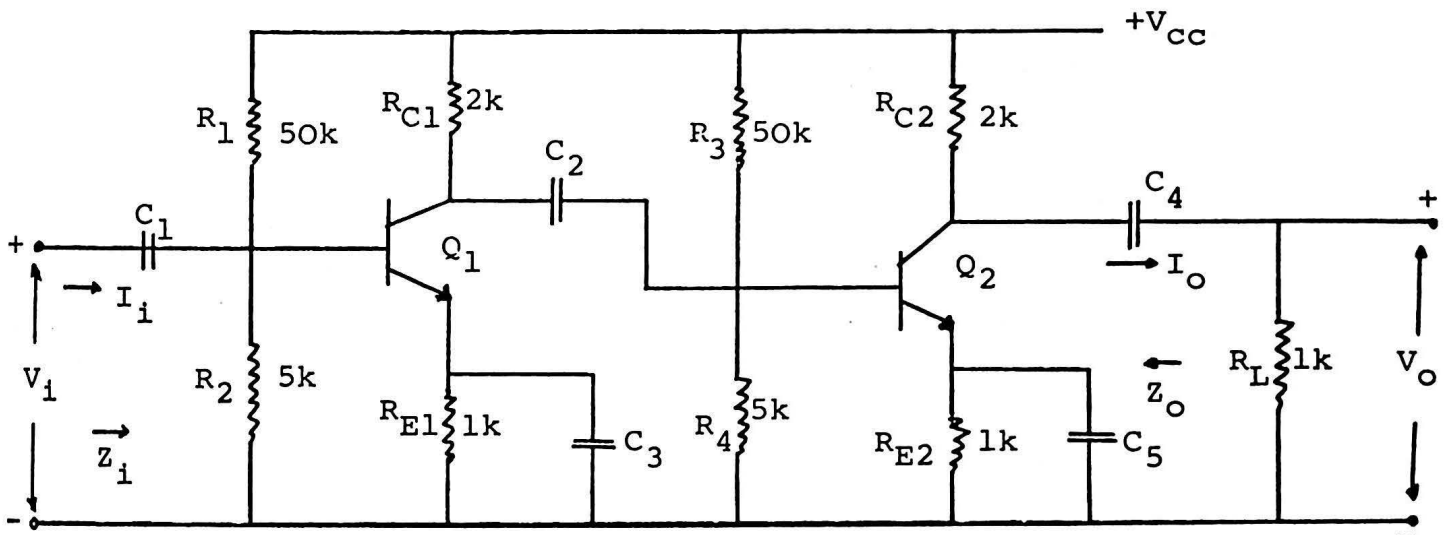 +V_CC
R_1 50k
R_C1 2k
R_3 50k
R_C2 2k
C_1
C_2
C_4
Q_1
Q_2
+
+
I_i
I_O
V_i
Z_i
R_2 5k
R_E1 1k
C_3
R_4 5k
R_E2 1k
C_5
Z_O
R_L 1k
V_O
-